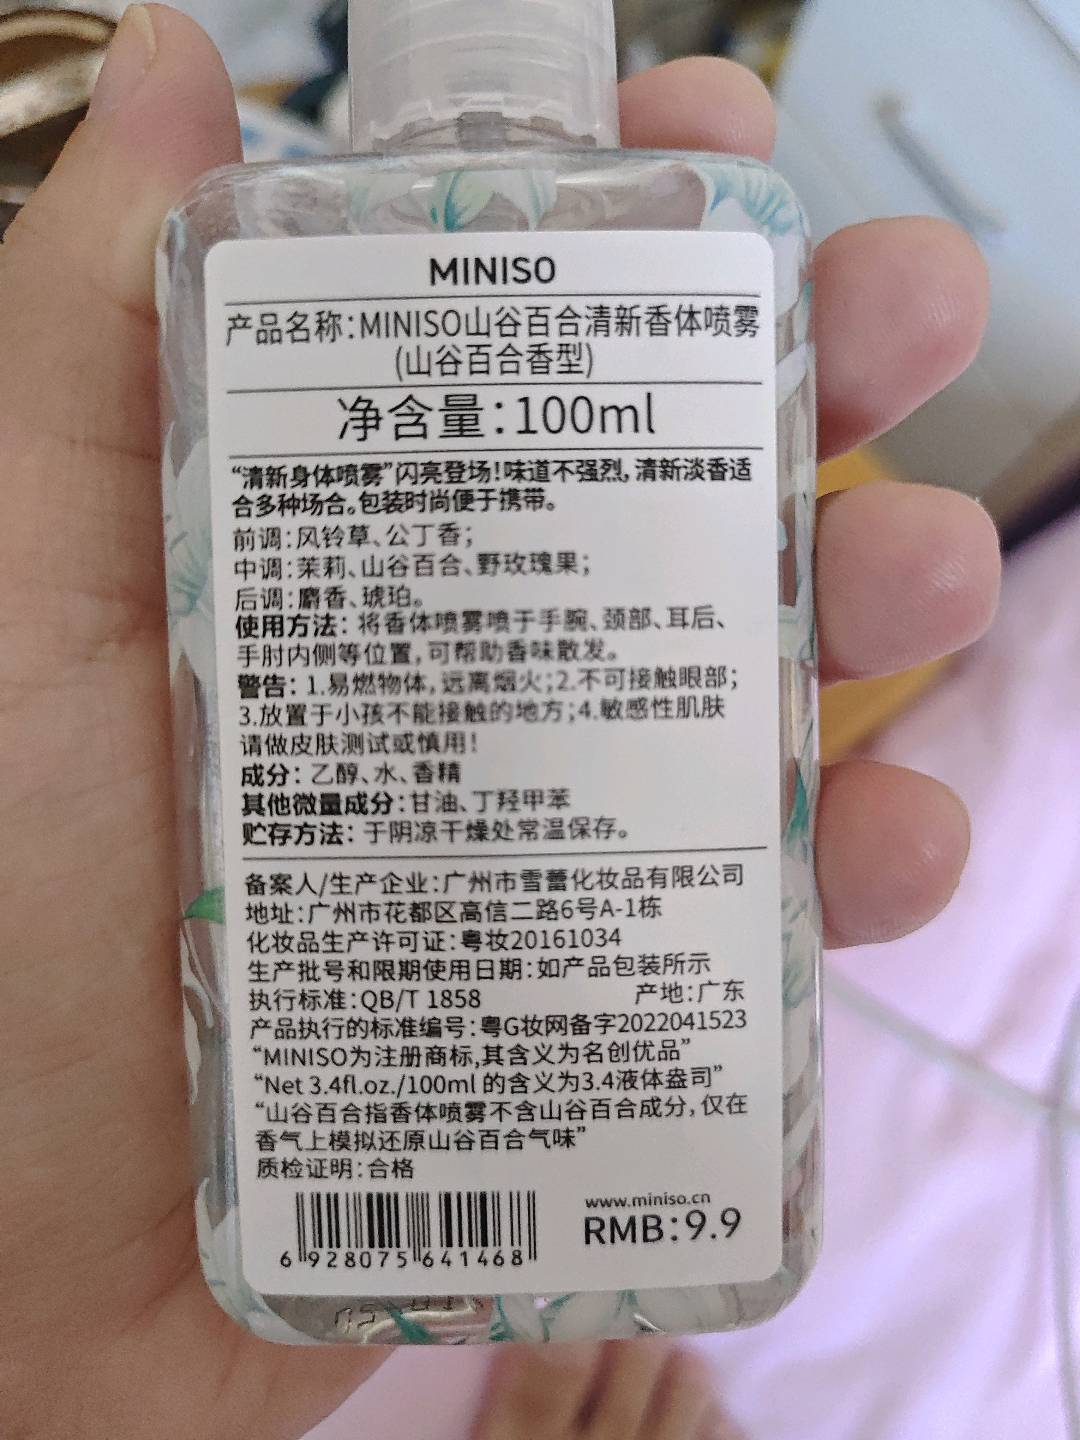 MINISO
产品名称:MINISO山谷百合清新香体喷雾
(山谷百合香型)
净含量:100ml
“清新身体喷雾”闪亮登场!味道不强烈,清新淡香适
合多种场合。包装时尚便于携带。
前调:风铃草、公丁香;
中调:茉莉、山谷百合、野玫瑰果;
后调:麝香、琥珀。
使用方法: 将香体喷雾喷于手腕、颈部、耳后、
手肘内侧等位置,可帮助香味散发。
警告: 1.易燃物体,远离烟火;2.不可接触眼部;
3.放置于小孩不能接触的地方;4.敏感性肌肤
请做皮肤测试或慎用!
成分: 乙醇、水、香精
其他微量成分:甘油、丁羟甲苯
贮存方法: 于阴凉干燥处常温保存。
备案人/生产企业:广州市雪蕾化妆品有限公司
地址:广州市花都区高信二路6号A-1栋
化妆品生产许可证:粤妆20161034
生产批号和限期使用日期:如产品包装所示
执行标准:QB/T 1858 产地:广东
产品执行的标准编号:粤G妆网备字2022041523
“MINISO为注册商标,其含义为名创优品”
“Net 3.4fl.oz./100ml 的含义为3.4液体盎司”
“山谷百合指香体喷雾不含山谷百合成分,仅在
香气上模拟还原山谷百合气味”
质检证明:合格
www.miniso.cn
RMB:9.9
6 928075 641468